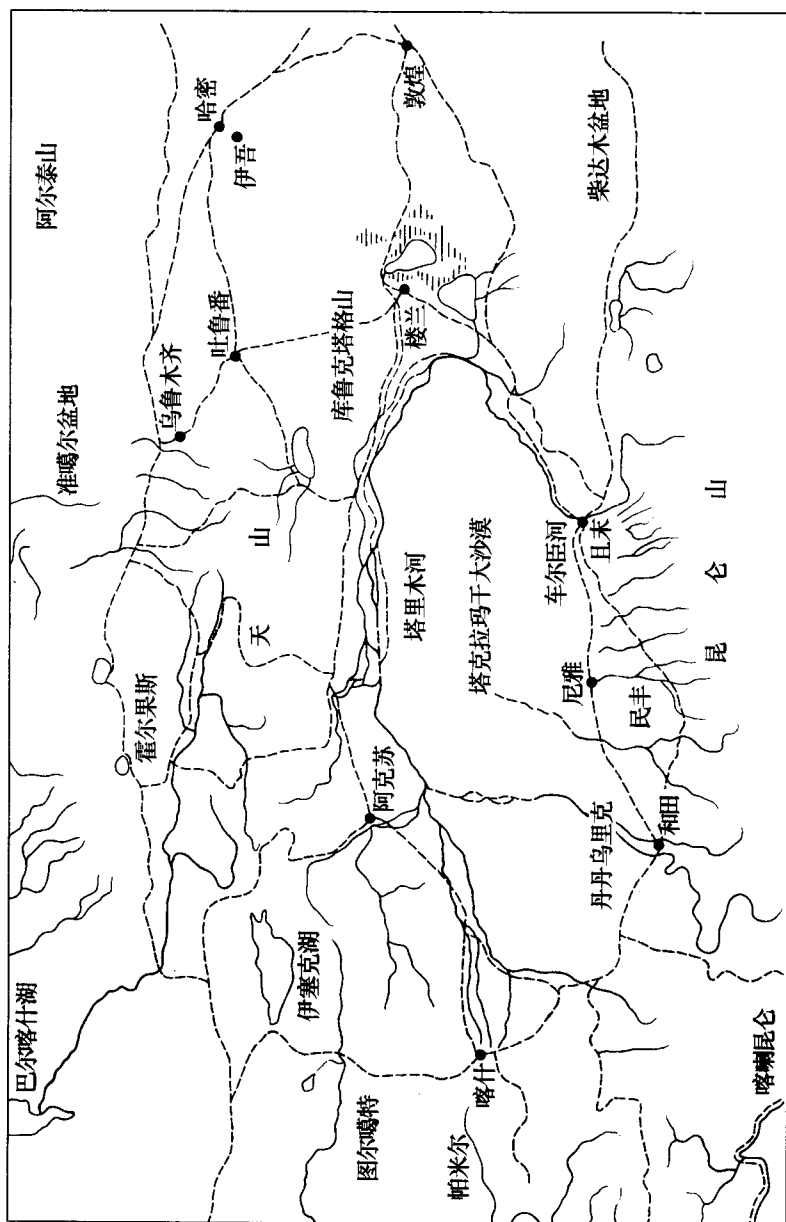 巴尔喀什湖
阿尔泰山
准噶尔盆地
霍尔果斯
乌鲁木齐
哈密
吐鲁番
伊吾
天
山
伊塞克湖
图尔噶特
阿克苏
库鲁克塔格山
塔里木河
楼兰
敦煌
帕米尔
喀什
塔克拉玛干大沙漠
车尔臣河
且末
尼雅
丹丹乌里克
民丰
柴达木盆地
和田
昆
仑
山
喀喇昆仑